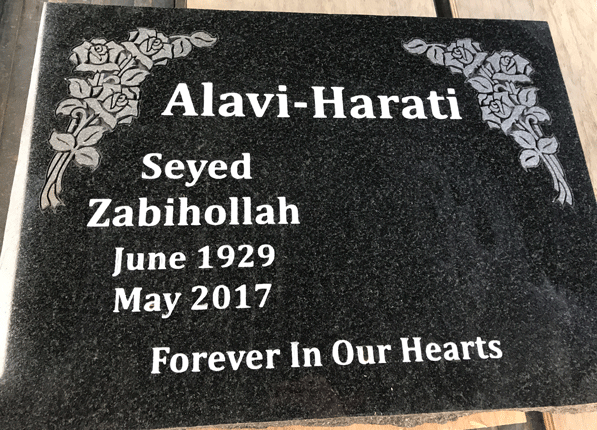 Alavi-Harati
Seyed
Zabihollah
June 1929
May 2017
Forever In Our Hearts